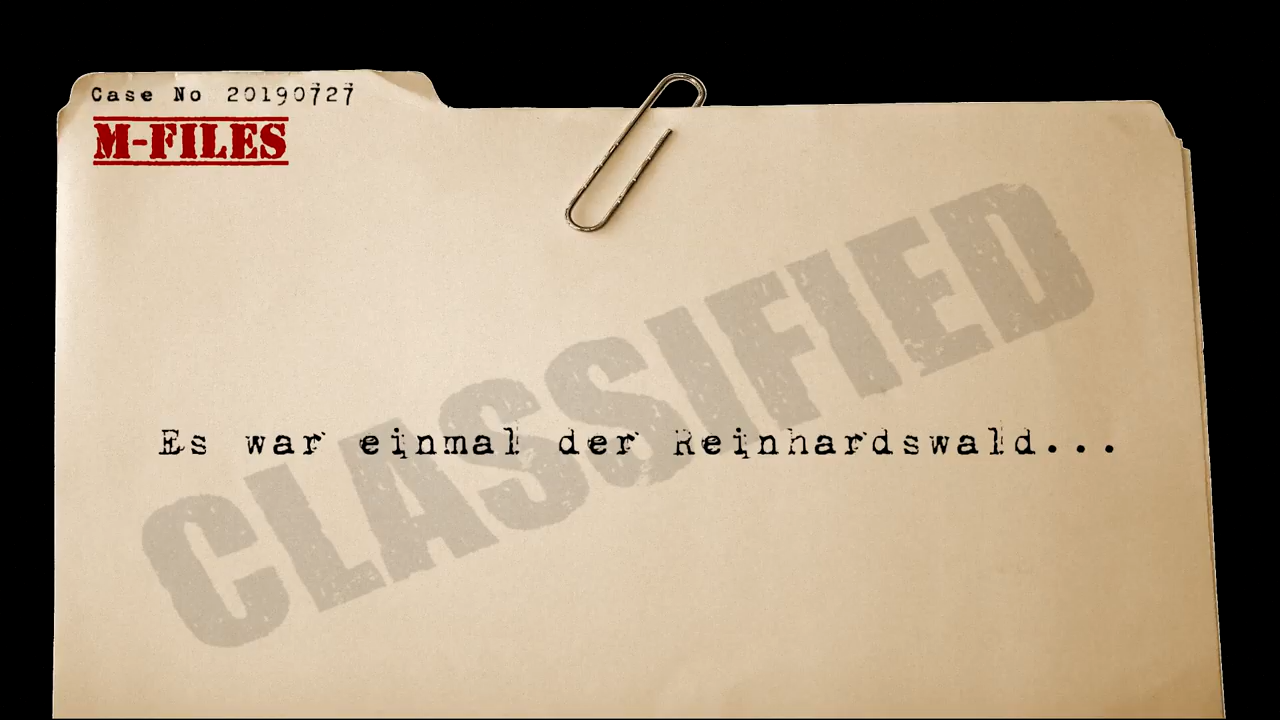 Case No 20190727
M-FILES
CLASSIFIED
Es war einmal der Reinhardswald...